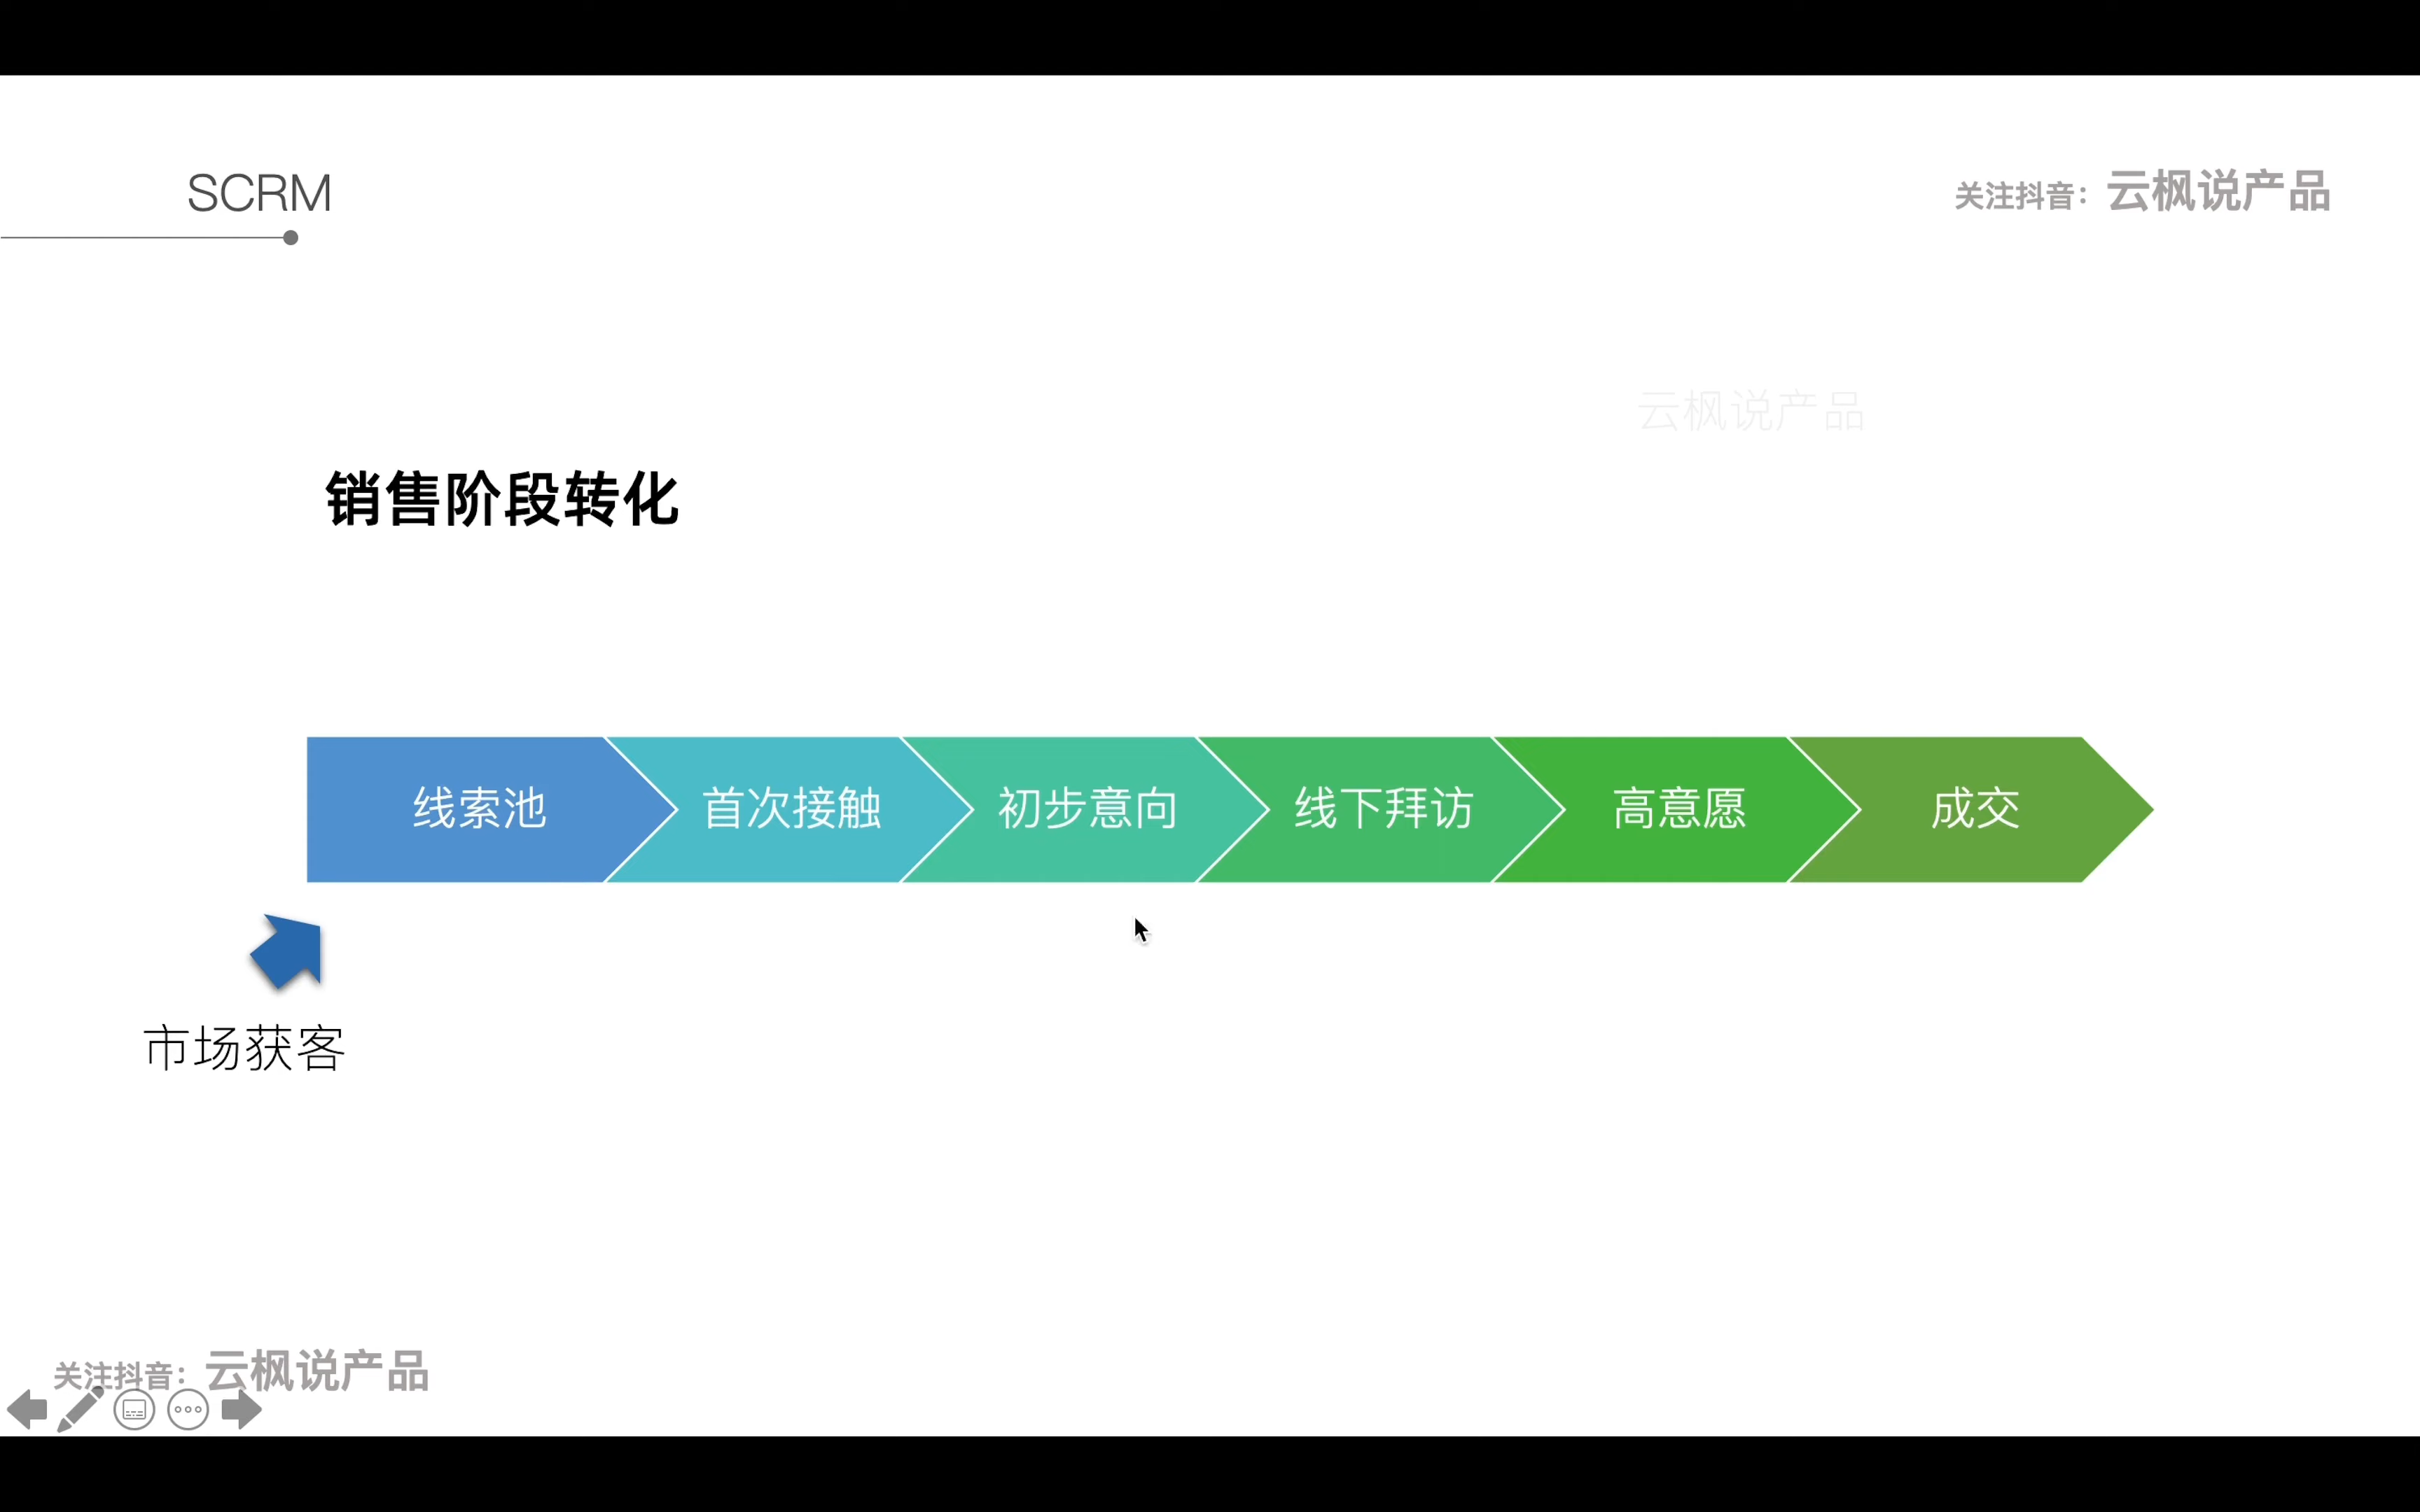 SCRM
关注抖音：云枫说产品
云枫说产品
销售阶段转化
线索池
首次接触
初步意向
线下拜访
高意愿
成交
市场获客
关注抖音：云枫说产品